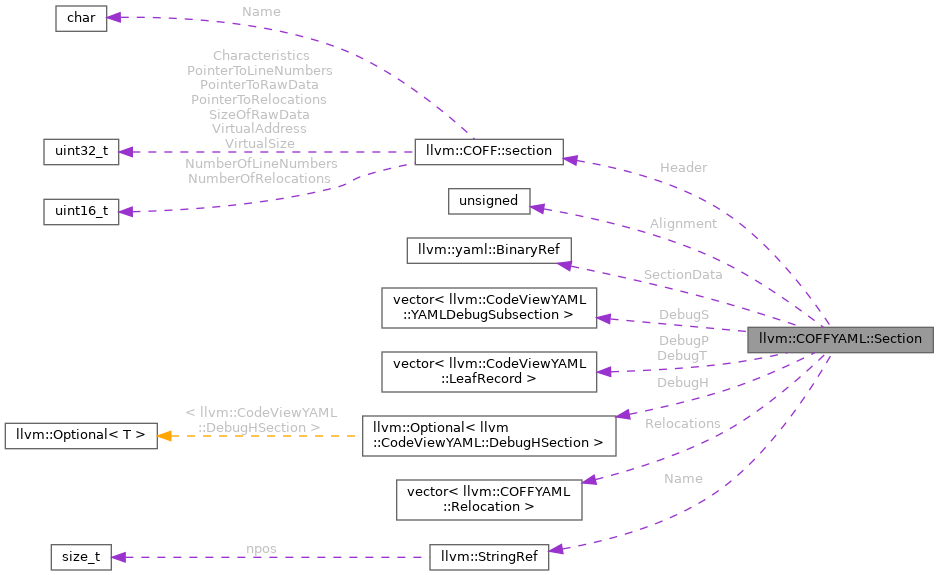 Name
char
Characteristics
PointerToLineNumbers
PointerToRawData
PointerToRelocations
SizeOfRawData
VirtualAddress
VirtualSize
uint32_t
llvm::COFF::section
NumberOfLineNumbers
NumberOfRelocations
Header
uint16_t
unsigned
Alignment
llvm::yaml::BinaryRef
SectionData
vector< llvm::CodeViewYAML
::YAMLDebugSubsection >
DebugS
llvm::COFFYAML::Section
DebugP
DebugT
vector< llvm::CodeViewYAML
::LeafRecord >
DebugH
< llvm::CodeViewYAML
::DebugHSection >
llvm::Optional< T >
llvm::Optional< llvm
::CodeViewYAML::DebugHSection >
Relocations
vector< llvm::COFFYAML
::Relocation >
Name
size_t
npos
llvm::StringRef